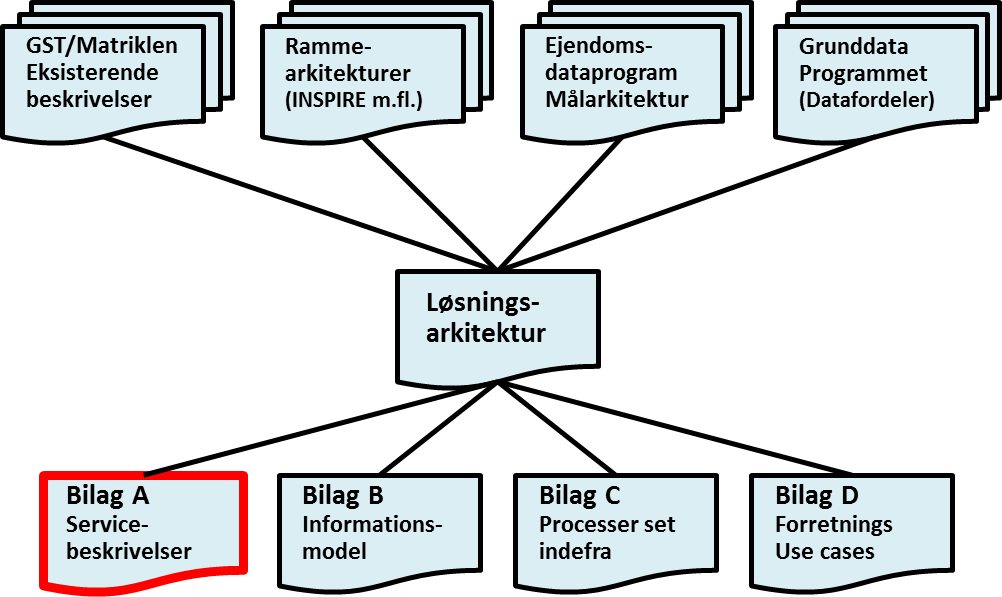 GST/Matriklen
Eksisterende
beskrivelser
Ramme-
arkitekturer
(INSPIRE m.fl.)
Ejendoms-
dataprogram
Målarkitektur
Grunddata
Programmet
(Datafordeler)
Løsnings-
arkitektur
Bilag A
Service-
beskrivelser
Bilag B
Informations-
model
Bilag C
Processer set
indefra
Bilag D
Forretnings
Use cases